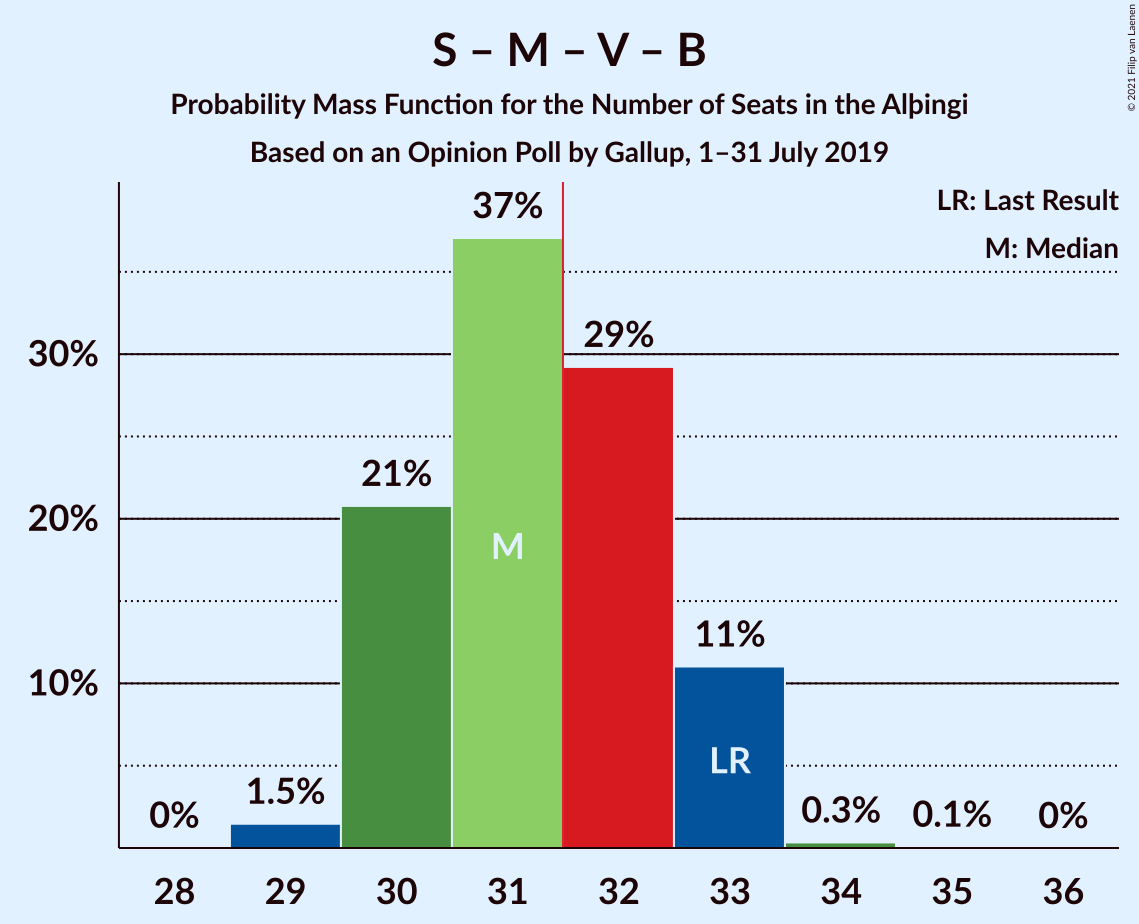 S – M – V – B
Probability Mass Function for the Number of Seats in the Alþingi
Based on an Opinion Poll by Gallup, 1–31 July 2019
© 2021 Filip van Laenen
LR: Last Result
M: Median
30%
20%
10%
0%
1.5%
21%
37%
29%
11%
0.3%
0.1%
0%
M
LR
28 29 30 31 32 33 34 35 36